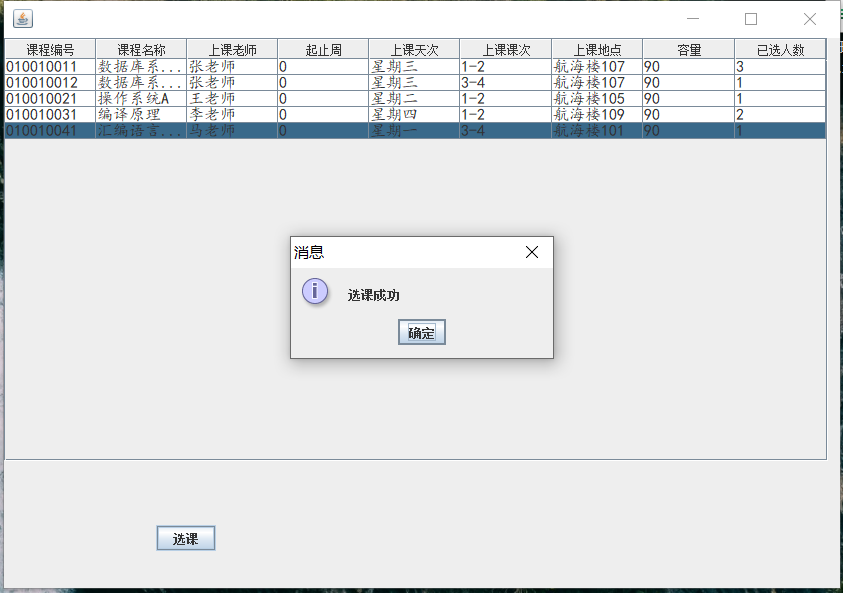 课程编号 课程名称 上课老师 起止周 上课天次 上课课次 上课地点 容量 已选人数
010010011 数据库系... 张老师 0 星期三 1-2 航海楼107 90 3
010010012 数据库系... 张老师 0 星期三 3-4 航海楼107 90 1
010010021 操作系统A 王老师 0 星期二 1-2 航海楼105 90 1
010010031 编译原理 李老师 0 星期四 1-2 航海楼109 90 2
010010041 汇编语言... 马老师 0 星期一 3-4 航海楼101 90 1
消息
选课成功
确定
选课